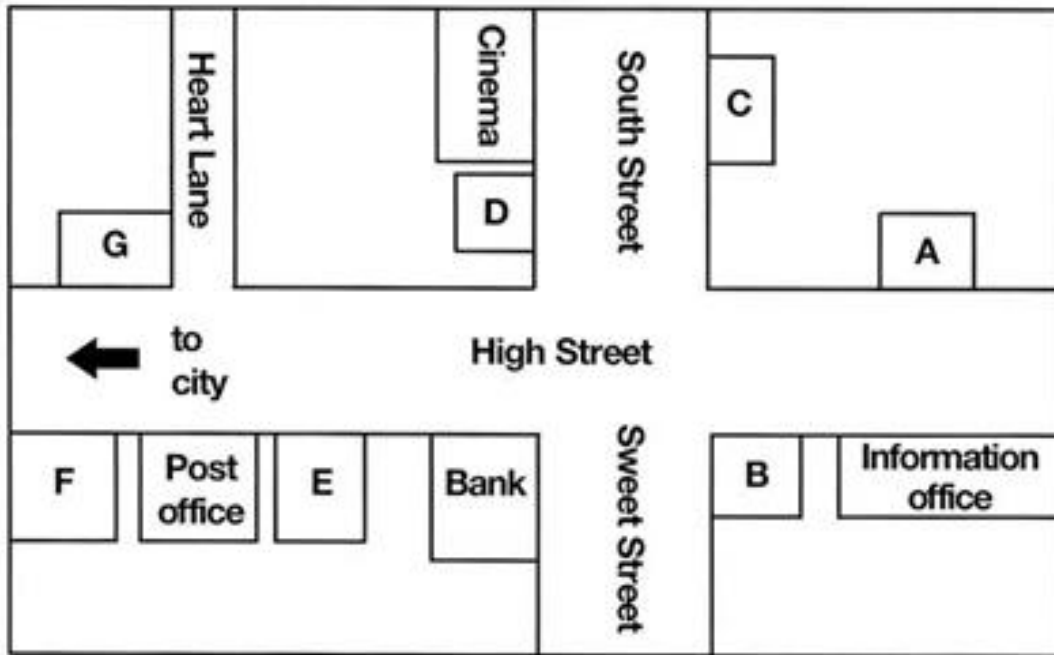 Heart Lane
Cinema
South Street
C
D
G
A
to
city
High Street
F
Post
office
E
Bank
Sweet Street
B
Information
office